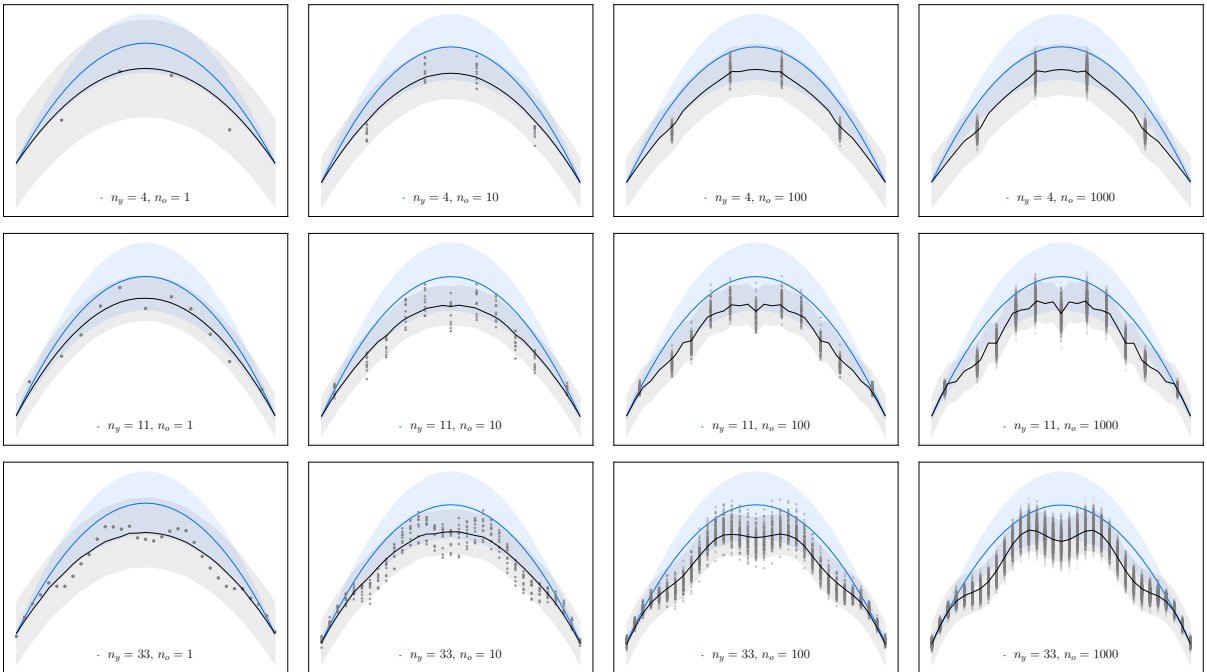 n_y = 4, n_o = 1
n_y = 4, n_o = 10
n_y = 4, n_o = 100
n_y = 4, n_o = 1000
n_y = 11, n_o = 1
n_y = 11, n_o = 10
n_y = 11, n_o = 100
n_y = 11, n_o = 1000
n_y = 33, n_o = 1
n_y = 33, n_o = 10
n_y = 33, n_o = 100
n_y = 33, n_o = 1000